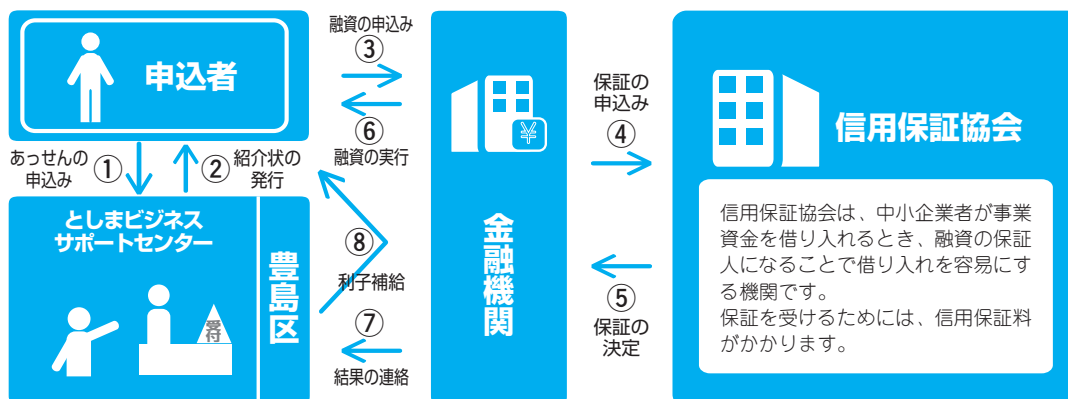 申込者
あっせんの
申込み
①
②
紹介状の
発行
としまビジネス
サポートセンター
受付
豊島区
融資の申込み
③
⑥
融資の実行
⑧
利子補給
⑦
結果の連絡
¥
金融機関
保証の
申込み
④
⑤
保証の
決定
信用保証協会
信用保証協会は、中小企業者が事業
資金を借り入れるとき、融資の保証
人になることで借り入れを容易にす
る機関です。
保証を受けるためには、信用保証料
がかかります。